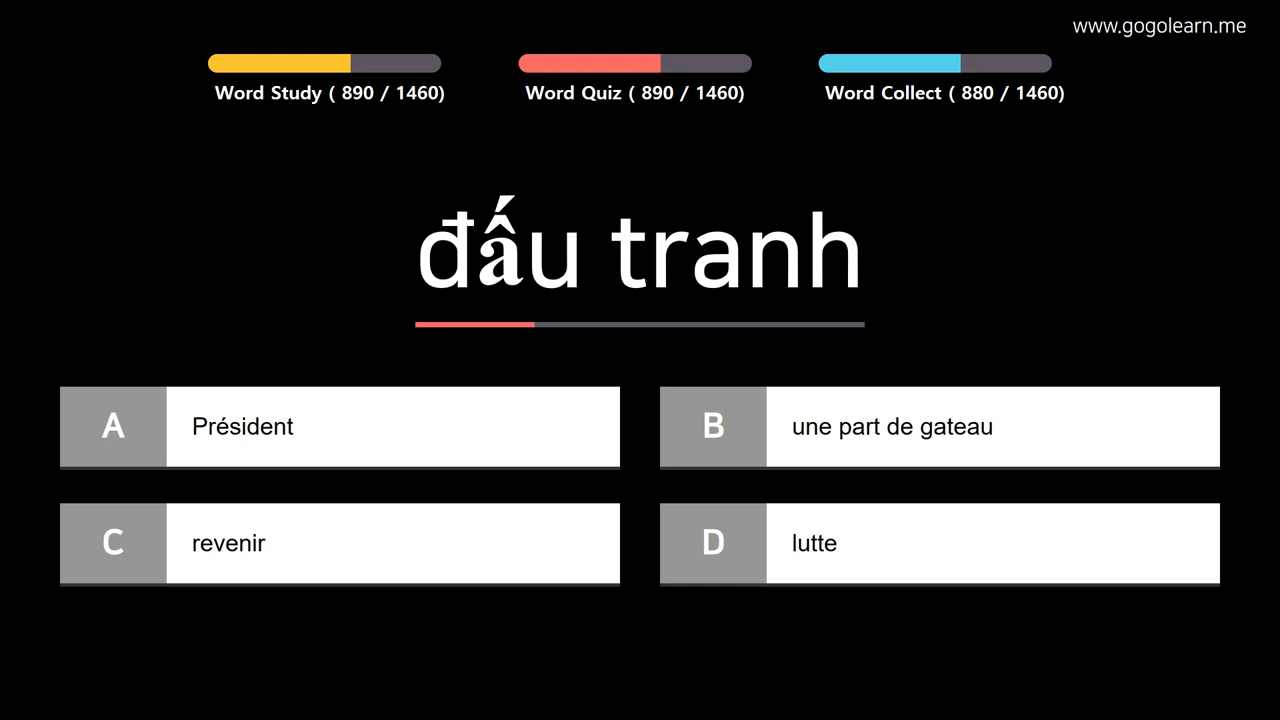 www.gogolearn.me
Word Study ( 890 / 1460)
Word Quiz ( 890 / 1460)
Word Collect ( 880 / 1460)
đấu tranh
A Président
B une part de gateau
C revenir
D lutte